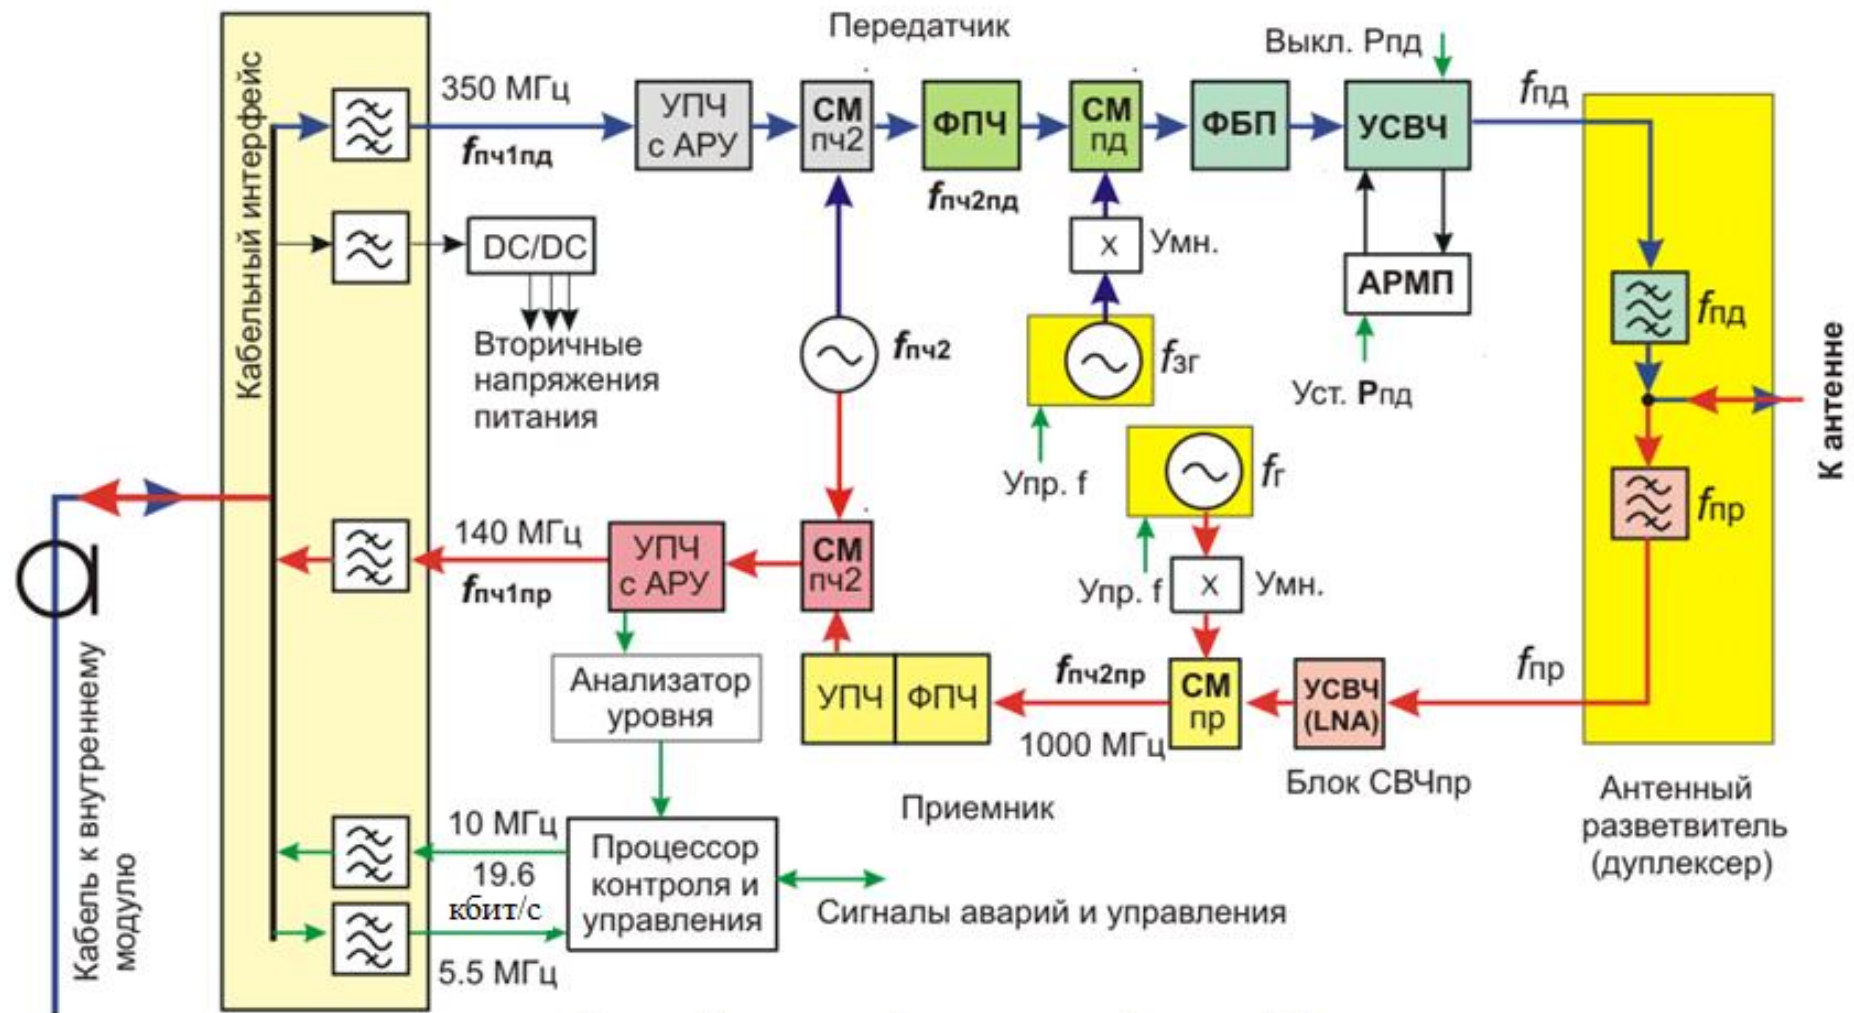 Передатчик
Выкл. Рпд
Кабельный интерфейс
350 МГц
fпч1пд
УПЧ
с АРУ
СМ
пч2
ФПЧ
fпч2пд
СМ
пд
ФБП
УСВЧ
fпд
DC/DC
Вторичные
напряжения
питания
fпч2
X
Умн.
fзг
Упр. f
АРМП
Уст. Рпд
fпд
К антенне
fпр
fг
Упр. f
X
Умн.
140 МГц
fпч1пр
УПЧ
с АРУ
СМ
пч2
Анализатор
уровня
УПЧ
ФПЧ
fпч2пр
1000 МГц
СМ
пр
УСВЧ
(LNA)
fпр
Блок СВЧпр
Приемник
Антенный
разветвитель
(дуплексер)
10 МГц
19.6
кбит/с
5.5 МГц
Процессор
контроля и
управления
Сигналы аварий и управления
Кабель к внутреннему
модулю